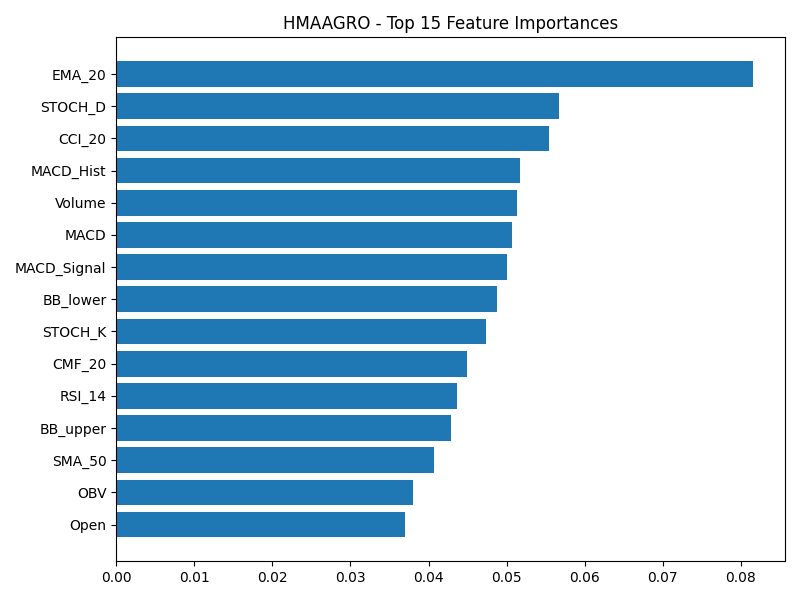 HMAAGRO - Top 15 Feature Importances
EMA_20
STOCH_D
CCI_20
MACD_Hist
Volume
MACD
MACD_Signal
BB_lower
STOCH_K
CMF_20
RSI_14
BB_upper
SMA_50
OBV
Open
0.00 0.01 0.02 0.03 0.04 0.05 0.06 0.07 0.08